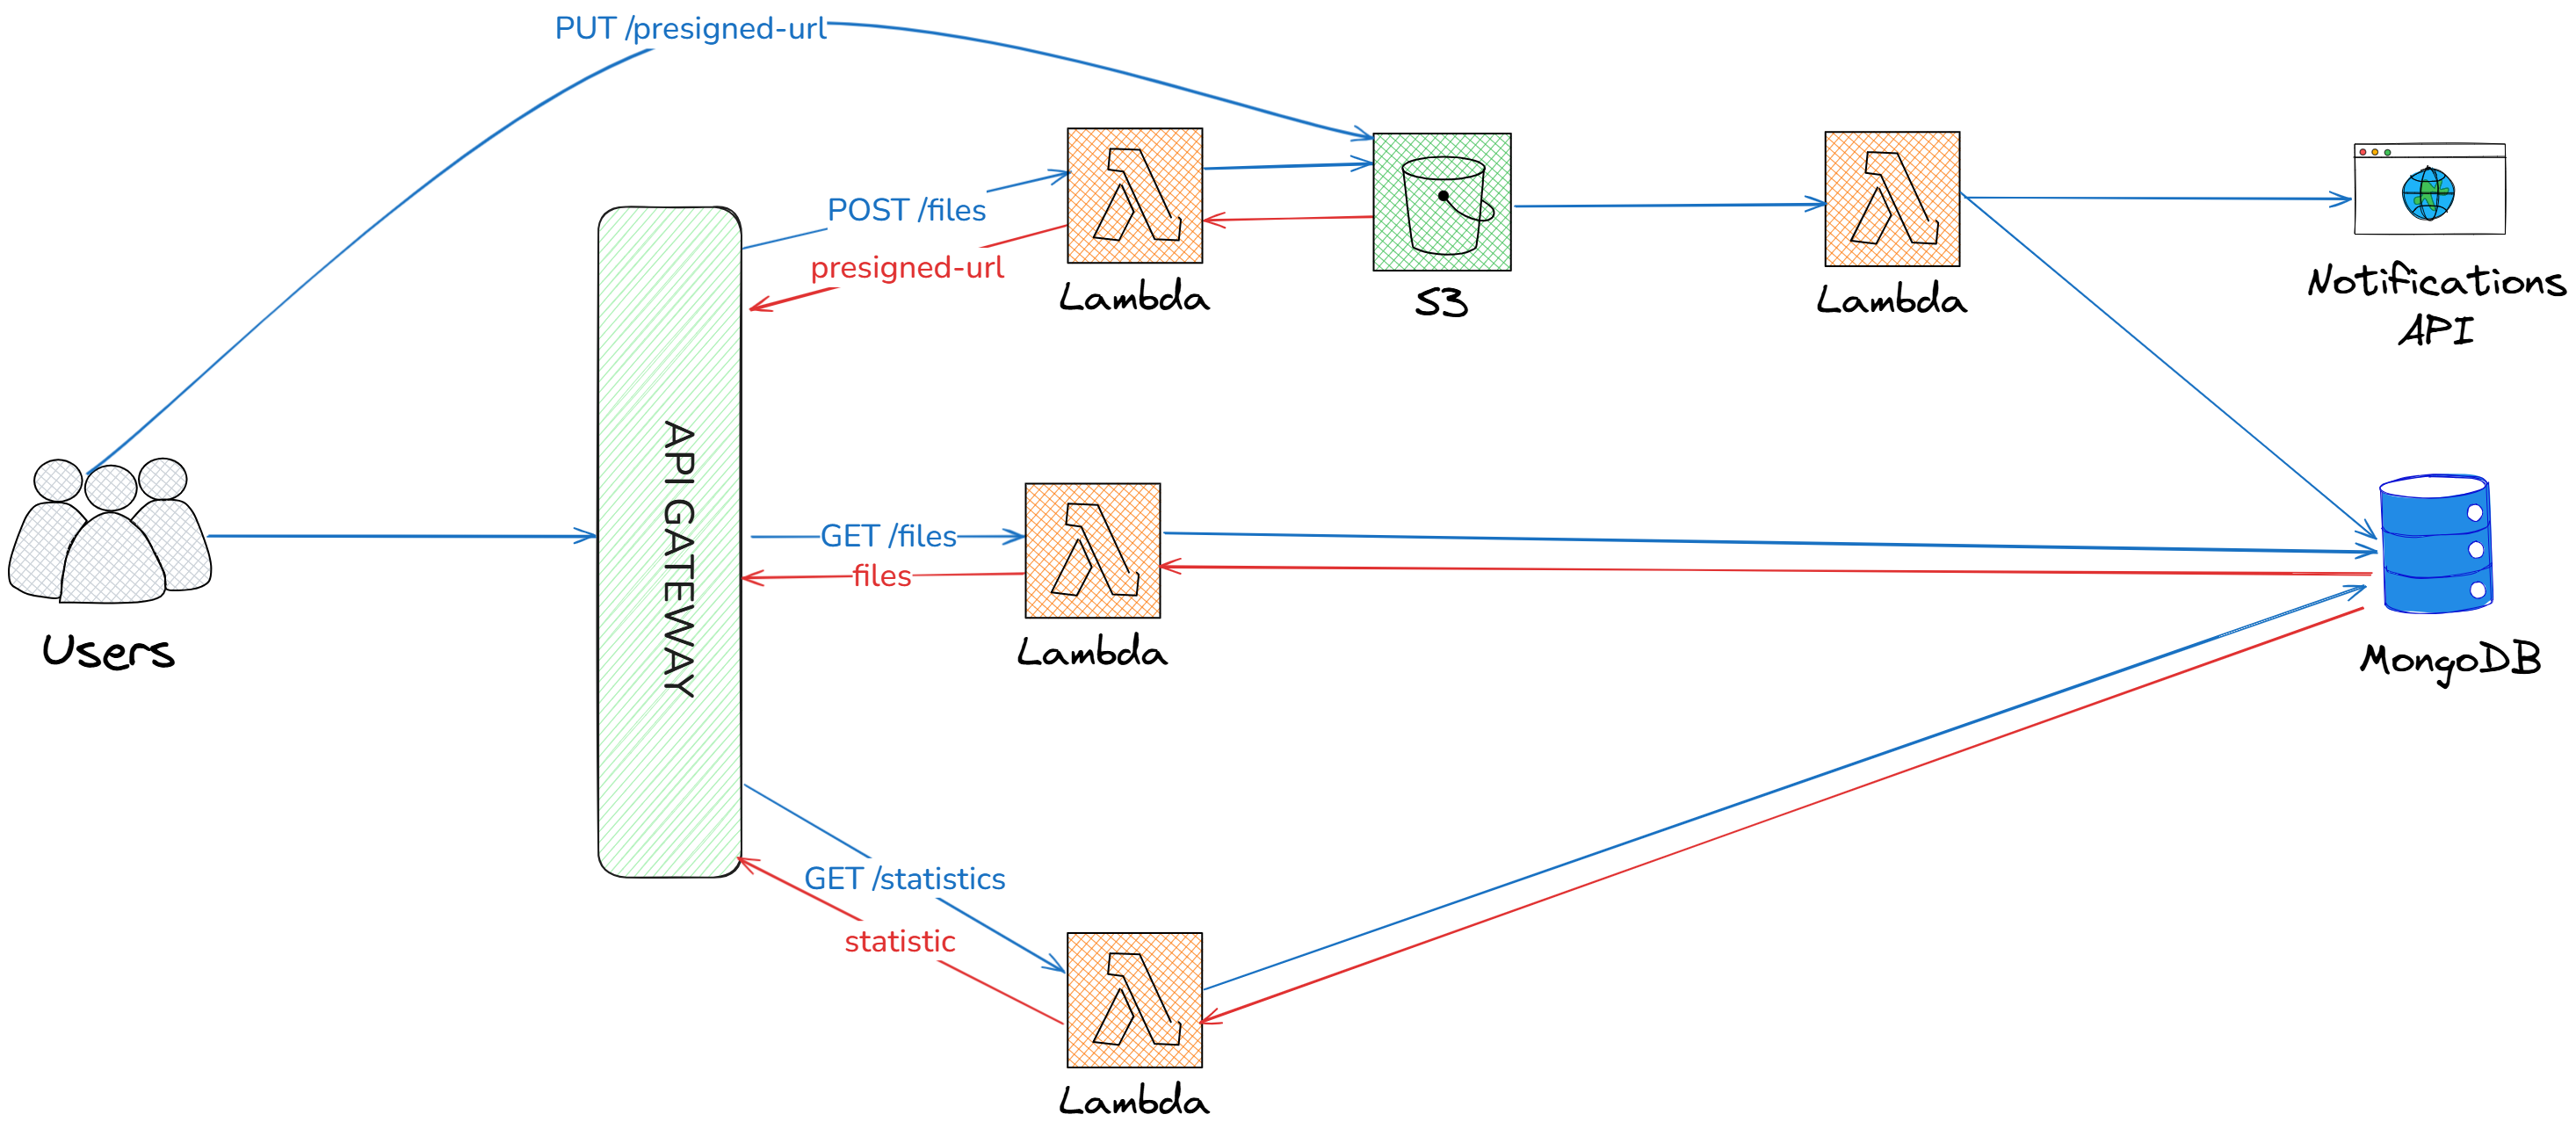 PUT /presigned-url
POST /files
presigned-url
Lambda
S3
Lambda
Notifications
API
API GATEWAY
GET /files
files
Lambda
Users
MongoDB
GET /statistics
statistic
Lambda